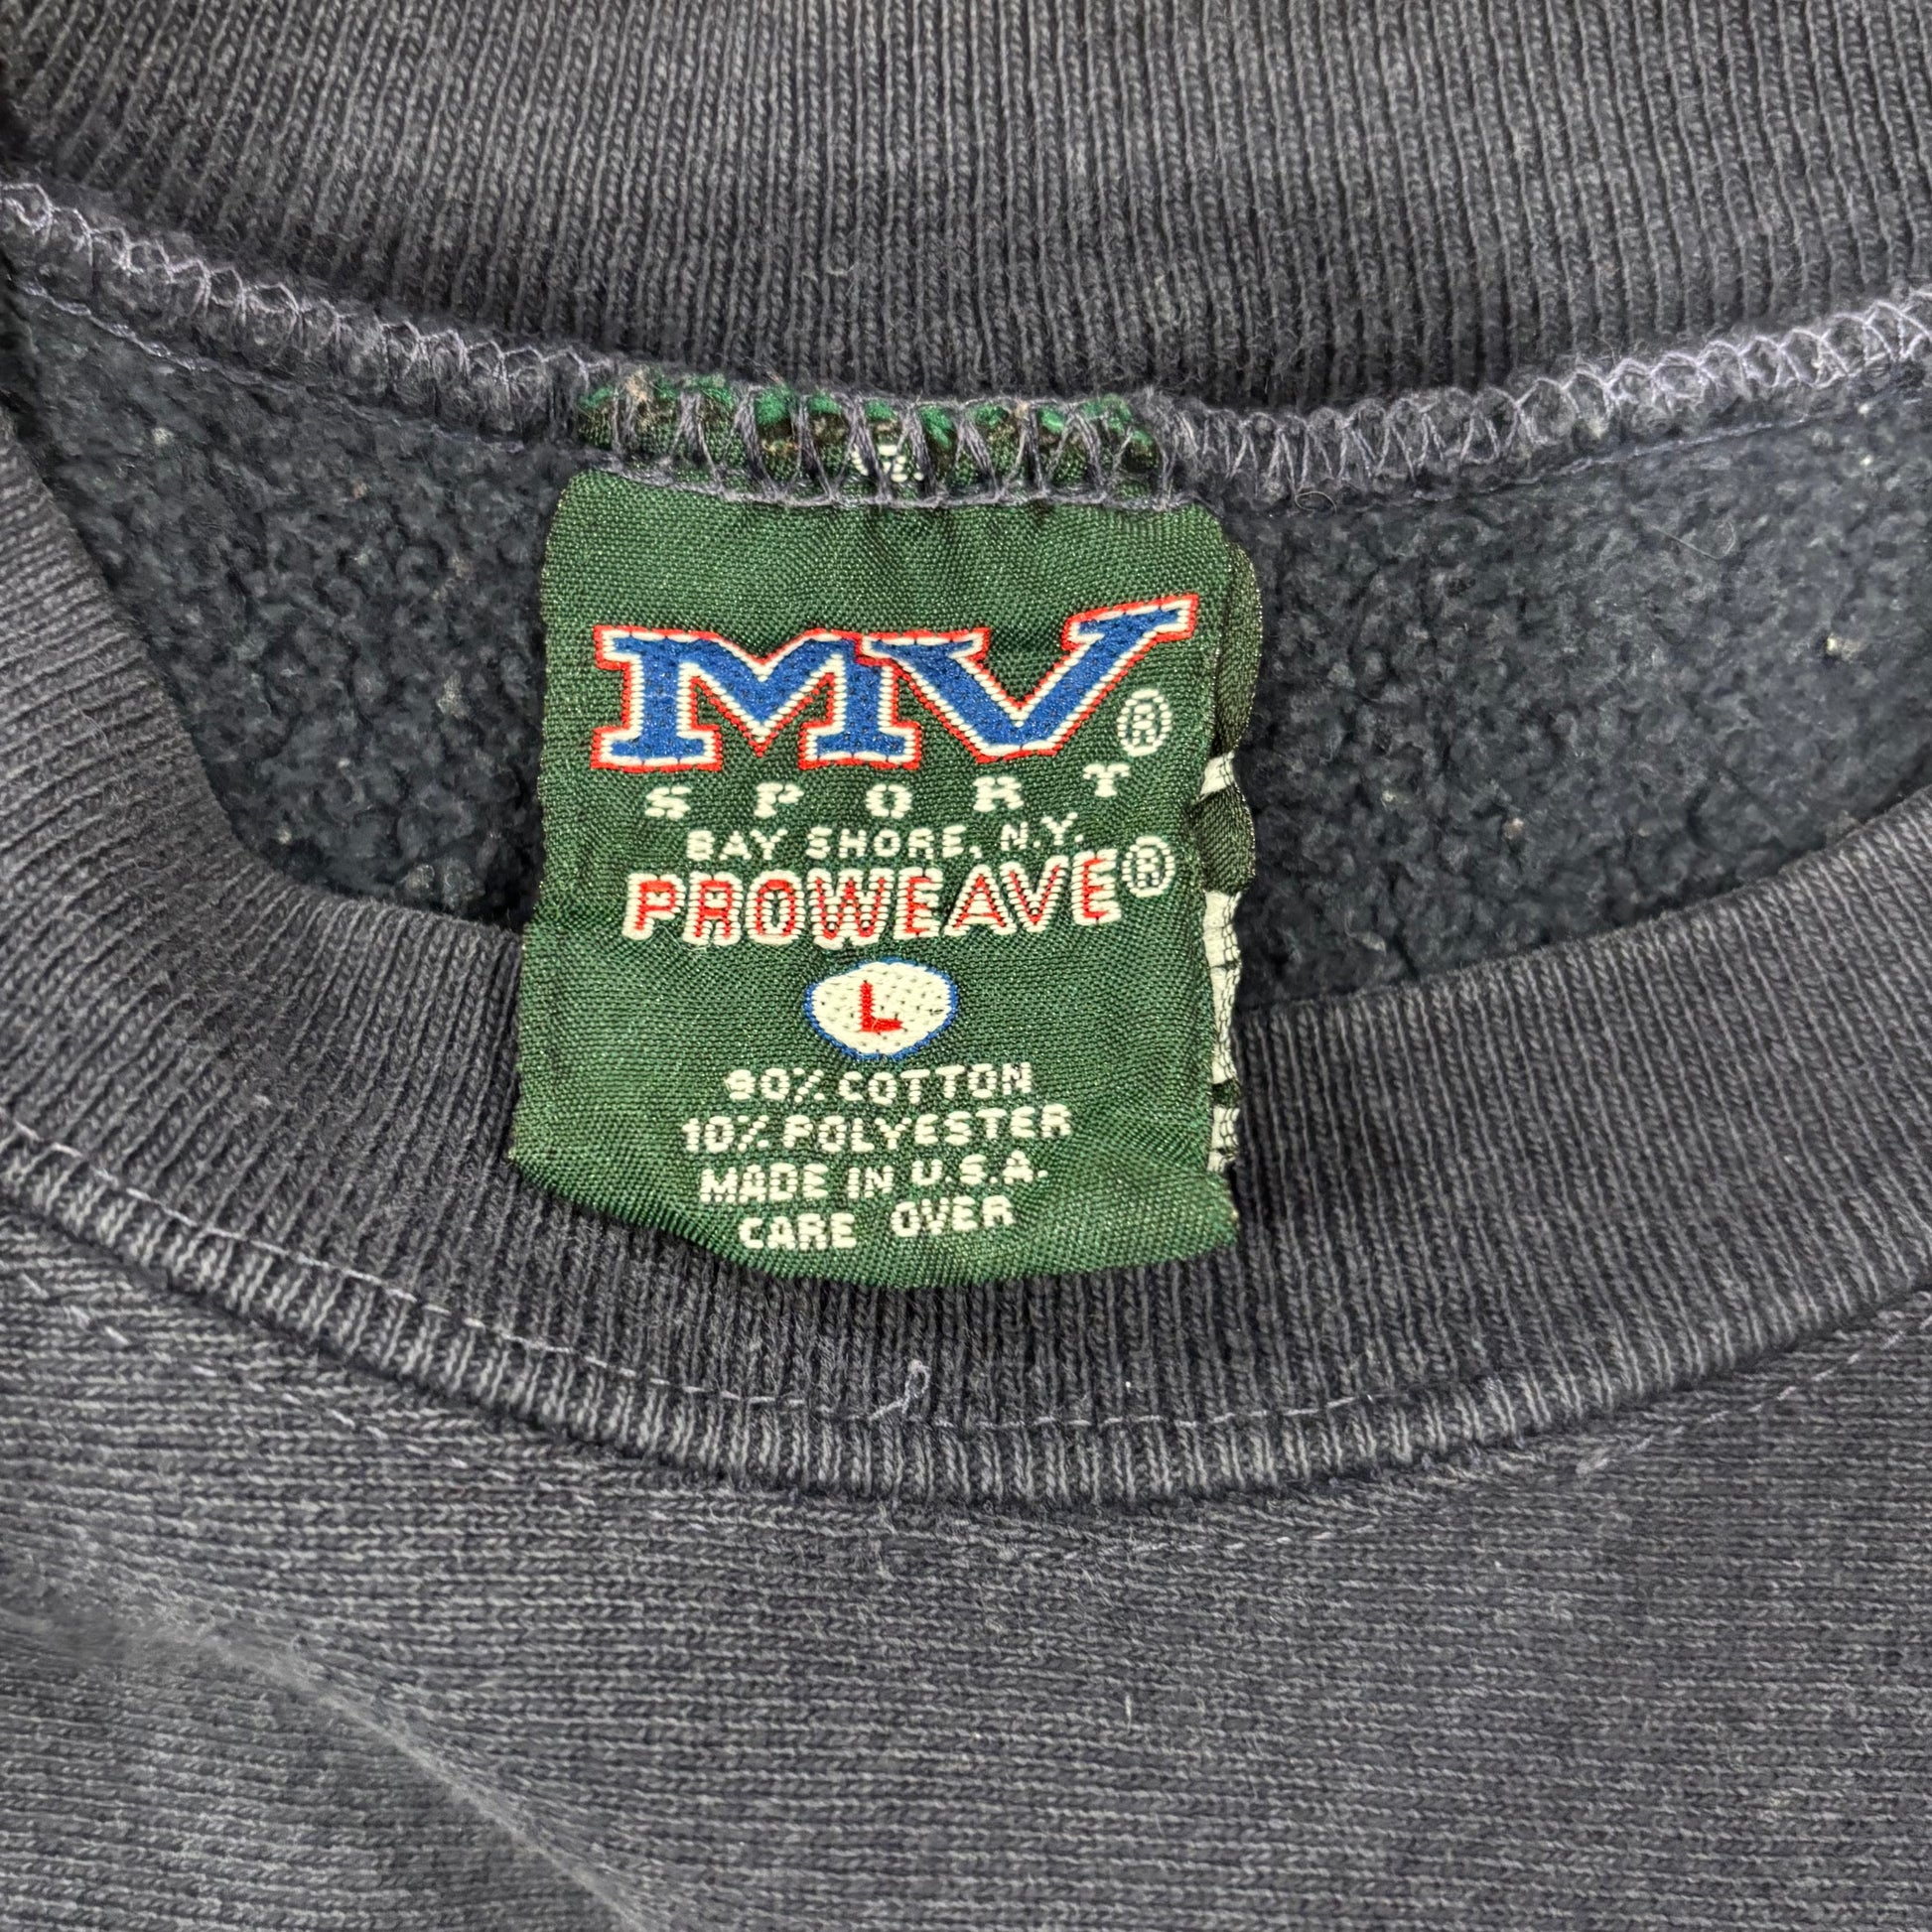 MV®
SPORT
BAY SHORE, N.Y.
PROWEAVE®
L
90% COTTON
10% POLYESTER
MADE IN U.S.A.
CARE OVER